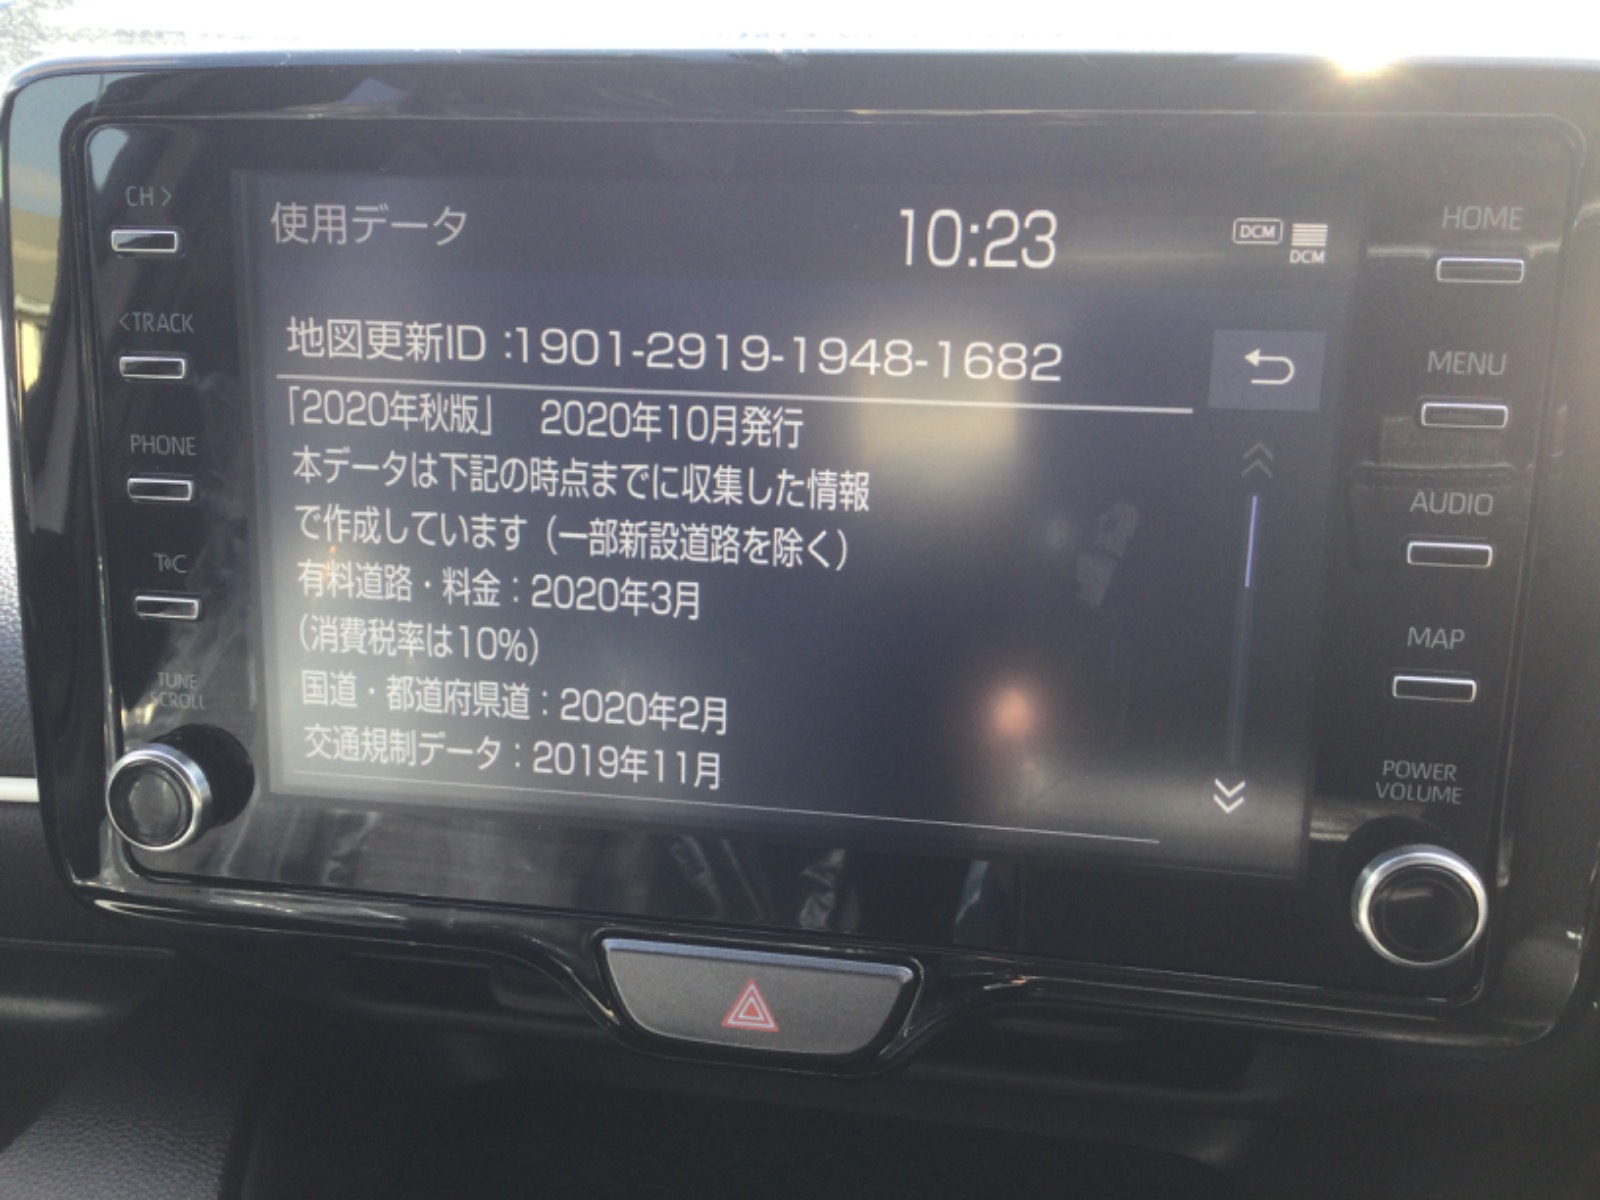 CH >
<TRACK
PHONE
TUNE
SCROLL
使用データ
10:23
DCM
DCM
地図更新ID :1901-2919-1948-1682
「2020年秋版」 2020年10月発行
本データは下記の時点までに収集した情報
で作成しています（一部新設道路を除く）
有料道路・料金：2020年3月
（消費税率は10%）
国道・都道府県道：2020年2月
交通規制データ：2019年11月
HOME
MENU
AUDIO
MAP
POWER
VOLUME